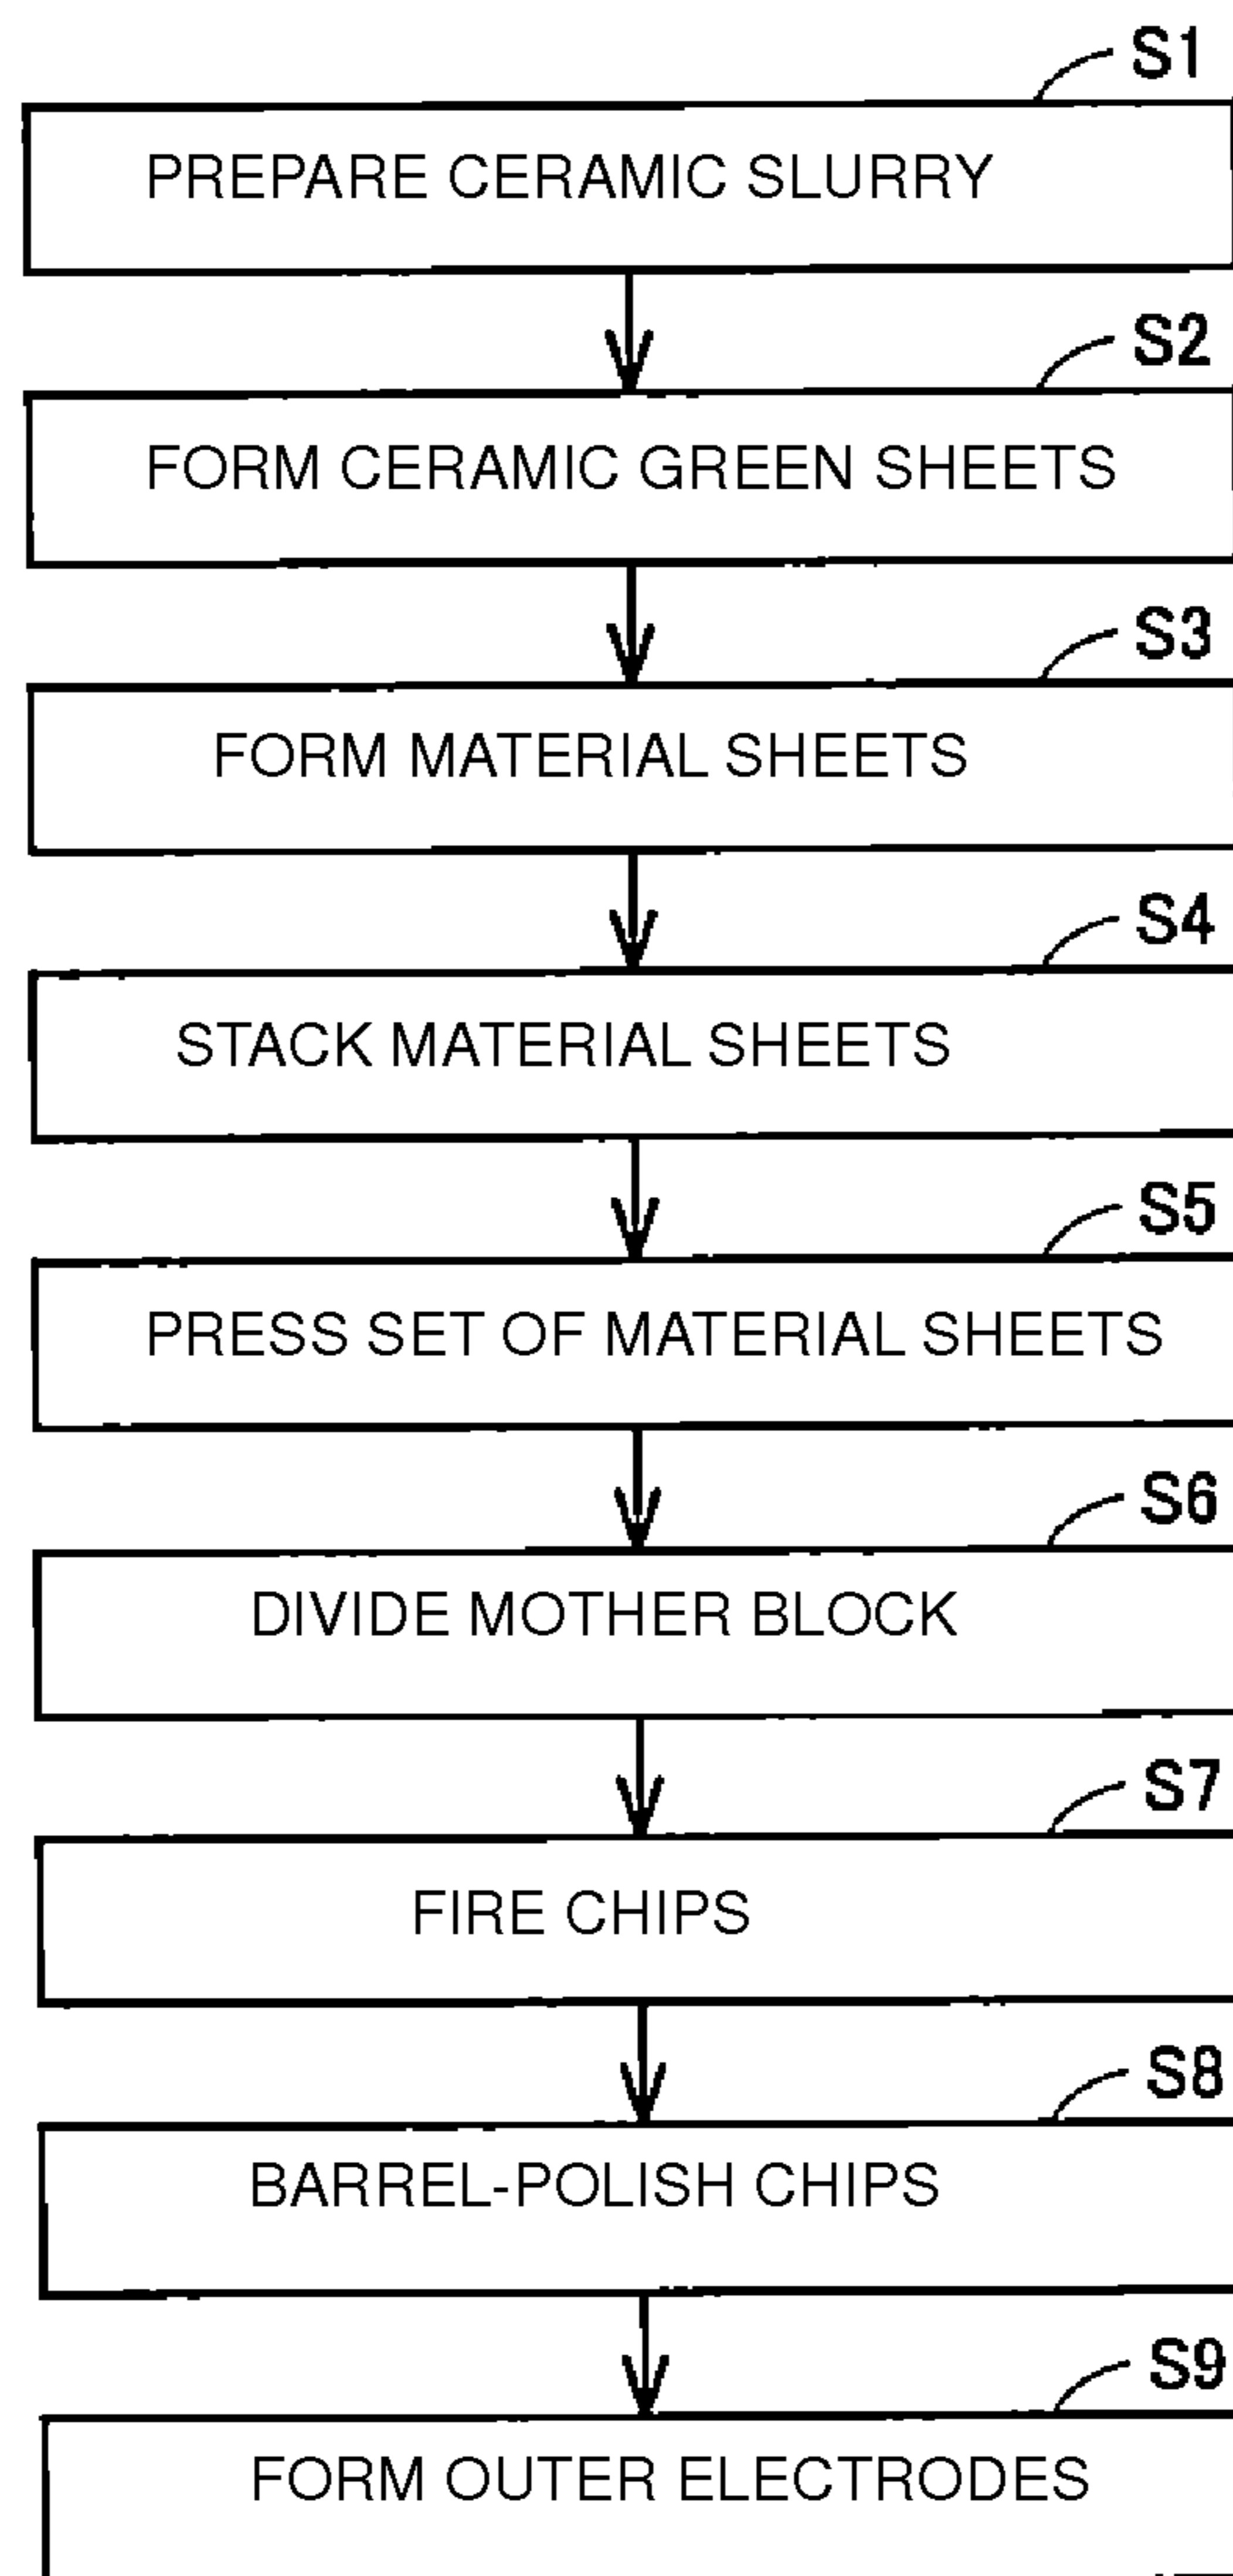 S1
PREPARE CERAMIC SLURRY
S2
FORM CERAMIC GREEN SHEETS
S3
FORM MATERIAL SHEETS
S4
STACK MATERIAL SHEETS
S5
PRESS SET OF MATERIAL SHEETS
S6
DIVIDE MOTHER BLOCK
S7
FIRE CHIPS
S8
BARREL-POLISH CHIPS
S9
FORM OUTER ELECTRODES